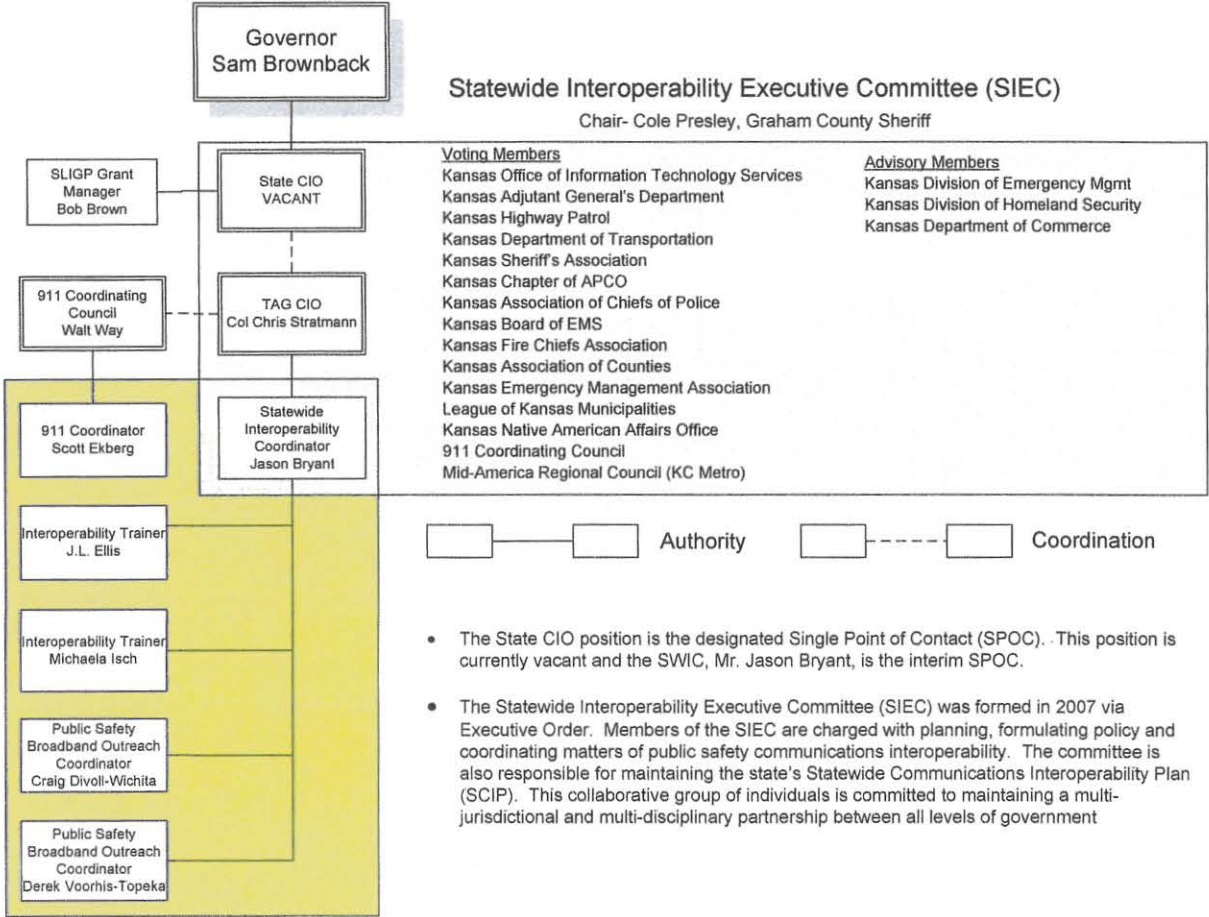 Governor
Sam Brownback
Statewide Interoperability Executive Committee (SIEC)
Chair- Cole Presley, Graham County Sheriff
SLIGP Grant
Manager
Bob Brown
State CIO
VACANT
911 Coordinating
Council
Walt Way
TAG CIO
Col Chris Stratmann
911 Coordinator
Scott Ekberg
Statewide
Interoperability
Coordinator
Jason Bryant
Interoperability Trainer
J.L. Ellis
Interoperability Trainer
Michaela Isch
Public Safety
Broadband Outreach
Coordinator
Craig Divoll-Wichita
Public Safety
Broadband Outreach
Coordinator
Derek Voorhis-Topeka
Voting Members
Kansas Office of Information Technology Services
Kansas Adjutant General's Department
Kansas Highway Patrol
Kansas Department of Transportation
Kansas Sheriff's Association
Kansas Chapter of APCO
Kansas Association of Chiefs of Police
Kansas Board of EMS
Kansas Fire Chiefs Association
Kansas Association of Counties
Kansas Emergency Management Association
League of Kansas Municipalities
Kansas Native American Affairs Office
911 Coordinating Council
Mid-America Regional Council (KC Metro)
Advisory Members
Kansas Division of Emergency Mgmt
Kansas Division of Homeland Security
Kansas Department of Commerce
Authority
Coordination
• The State CIO position is the designated Single Point of Contact (SPOC). This position is
currently vacant and the SWIC, Mr. Jason Bryant, is the interim SPOC.
• The Statewide Interoperability Executive Committee (SIEC) was formed in 2007 via
Executive Order. Members of the SIEC are charged with planning, formulating policy and
coordinating matters of public safety communications interoperability. The committee is
also responsible for maintaining the state's Statewide Communications Interoperability Plan
(SCIP). This collaborative group of individuals is committed to maintaining a multi-
jurisdictional and multi-disciplinary partnership between all levels of government